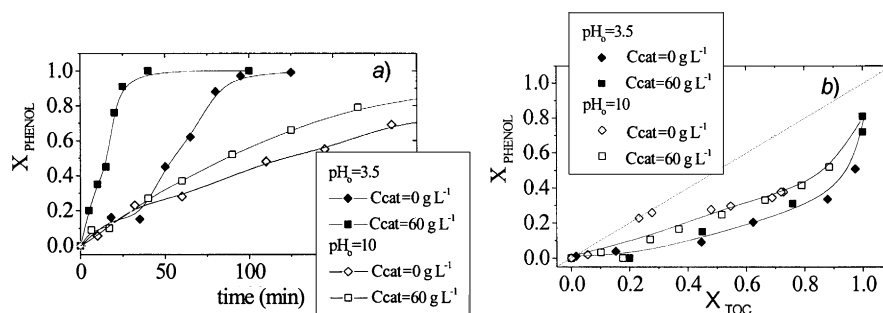 a)
X PHENOL
1.0
0.8
0.6
0.4
0.2
0.0
0
50
100
time (min)
pHo=3.5
Ccat=0 g L-1
Ccat=60 g L-1
pHo=10
Ccat=0 g L-1
Ccat=60 g L-1
pHo=3.5
Ccat=0 g L-1
Ccat=60 g L-1
pHo=10
Ccat=0 g L-1
Ccat=60 g L-1
b)
X PHENOL
1.0
0.8
0.6
0.4
0.2
0.0
0.0
0.2
0.4
0.6
0.8
1.0
X TOC